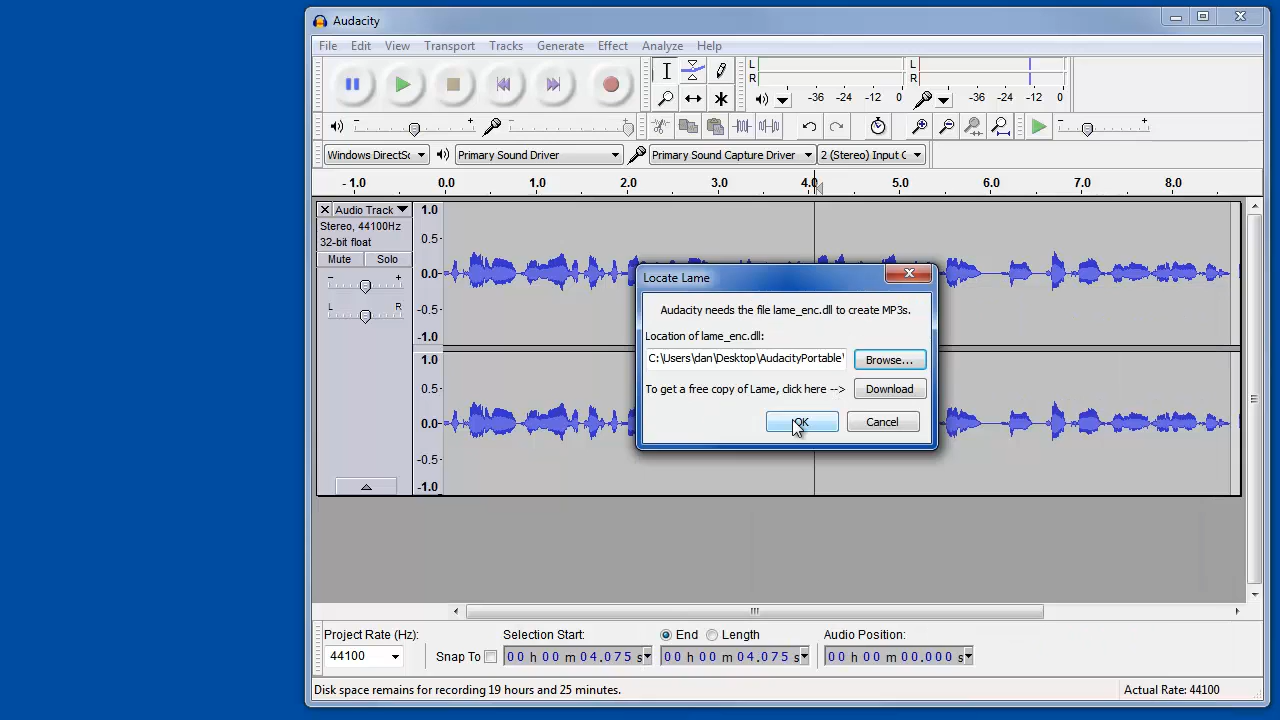 Audacity
File Edit View Transport Tracks Generate Effect Analyze Help
L
R
-36 -24 -12 0
L
R
-36 -24 -12 0
- + - +
- +
Windows DirectSo
Primary Sound Driver
Primary Sound Capture Driver
2 (Stereo) Input C
- 1.0 0.0 1.0 2.0 3.0 4.0 5.0 6.0 7.0 8.0
Audio Track
Stereo, 44100Hz
32-bit float
Mute Solo
- +
L R
1.0
0.5
0.0
-0.5
-1.0
1.0
0.5
0.0
-0.5
-1.0
Locate Lame
Audacity needs the file lame_enc.dll to create MP3s.
Location of lame_enc.dll:
C:\Users\dan\Desktop\AudacityPortable\
Browse...
To get a free copy of Lame, click here -->
Download
OK
Cancel
Project Rate (Hz):
44100
Snap To
Selection Start:
00 h 00 m 04.075 s
End Length
00 h 00 m 04.075 s
Audio Position:
00 h 00 m 00.000 s
Disk space remains for recording 19 hours and 25 minutes.
Actual Rate: 44100